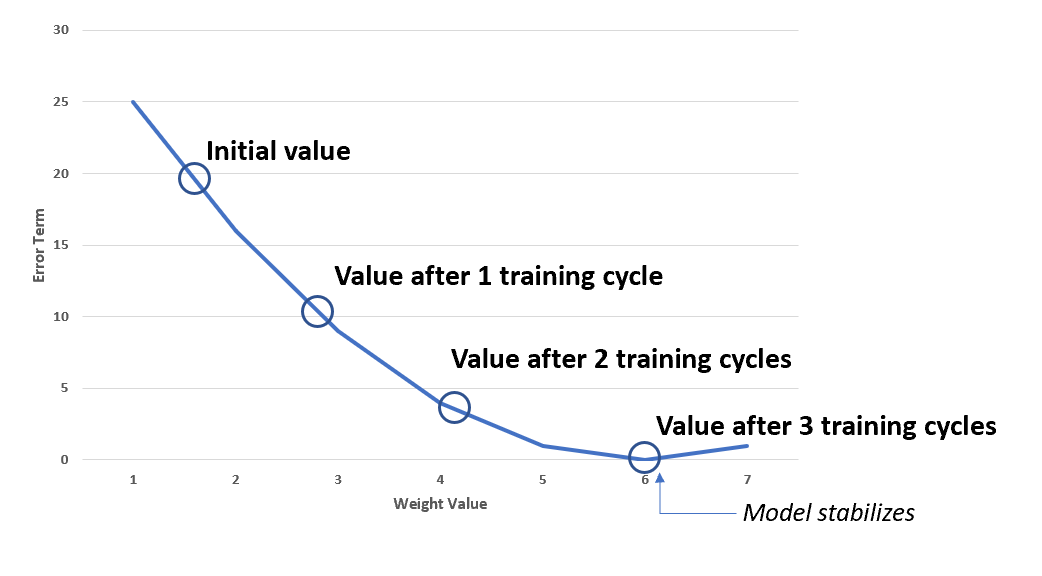 30
25
Initial value
20
15
Value after 1 training cycle
10
Value after 2 training cycles
5
Value after 3 training cycles
0
Error Term
1 2 3 4 5 6 7
Weight Value
Model stabilizes